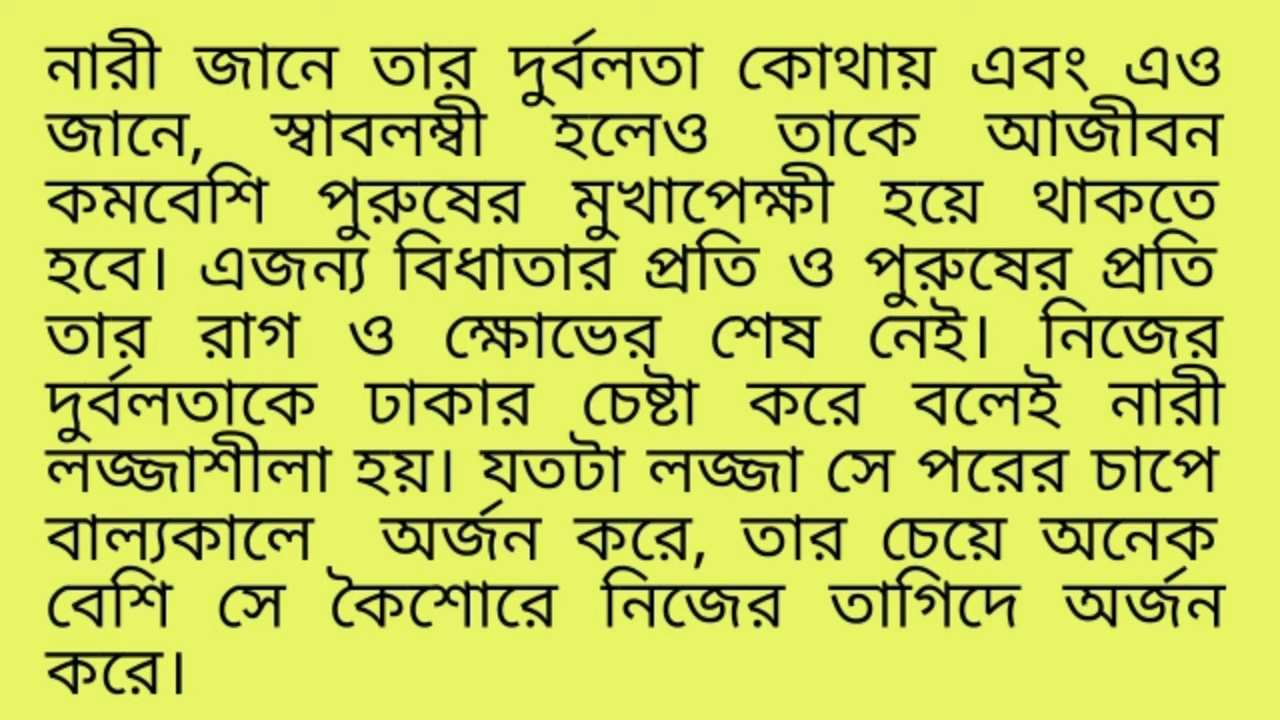 নারী জানে তার দুর্বলতা কোথায় এবং এও
জানে, স্বাবলম্বী হলেও তাকে আজীবন
কমবেশি পুরুষের মুখাপেক্ষী হয়ে থাকতে
হবে। এজন্য বিধাতার প্রতি ও পুরুষের প্রতি
তার রাগ ও ক্ষোভের শেষ নেই। নিজের
দুর্বলতাকে ঢাকার চেষ্টা করে বলেই নারী
লজ্জাশীলা হয়। যতটা লজ্জা সে পরের চাপে
বাল্যকালে অর্জন করে, তার চেয়ে অনেক
বেশি সে কৈশোরে নিজের তাগিদে অর্জন
করে।